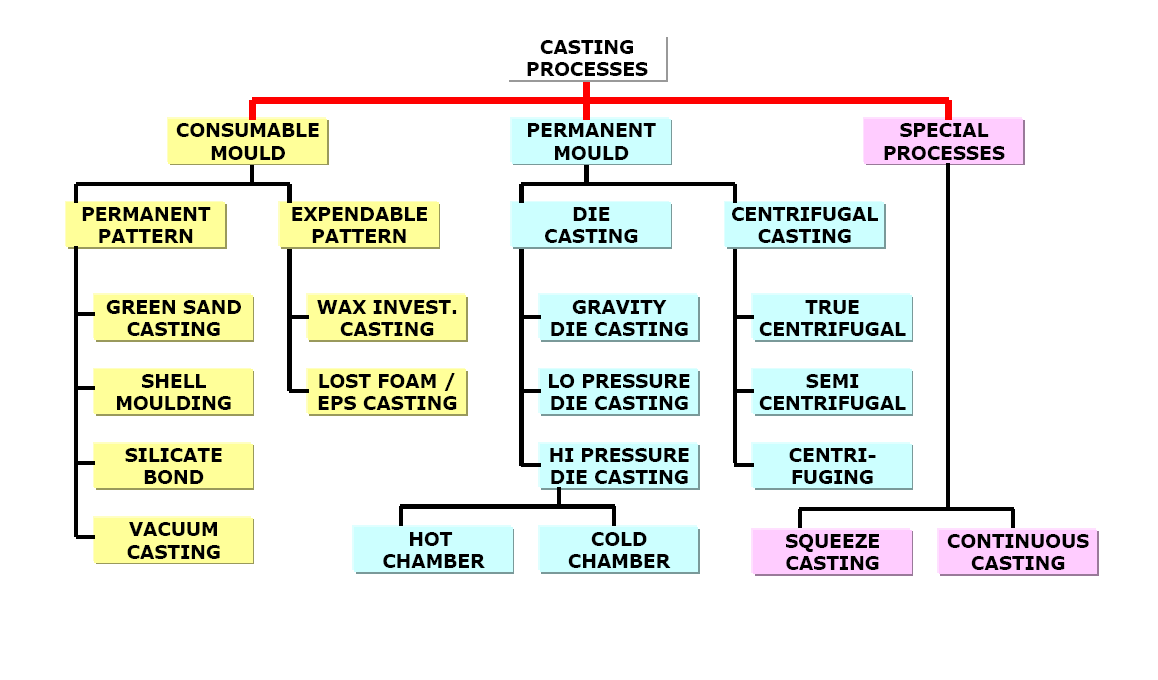 CASTING
PROCESSES
CONSUMABLE
MOULD
PERMANENT
MOULD
SPECIAL
PROCESSES
PERMANENT
PATTERN
EXPENDABLE
PATTERN
DIE
CASTING
CENTRIFUGAL
CASTING
GREEN SAND
CASTING
WAX INVEST.
CASTING
GRAVITY
DIE CASTING
TRUE
CENTRIFUGAL
SHELL
MOULDING
LOST FOAM /
EPS CASTING
LO PRESSURE
DIE CASTING
SEMI
CENTRIFUGAL
SILICATE
BOND
HI PRESSURE
DIE CASTING
CENTRI-
FUGING
VACUUM
CASTING
HOT
CHAMBER
COLD
CHAMBER
SQUEEZE
CASTING
CONTINUOUS
CASTING